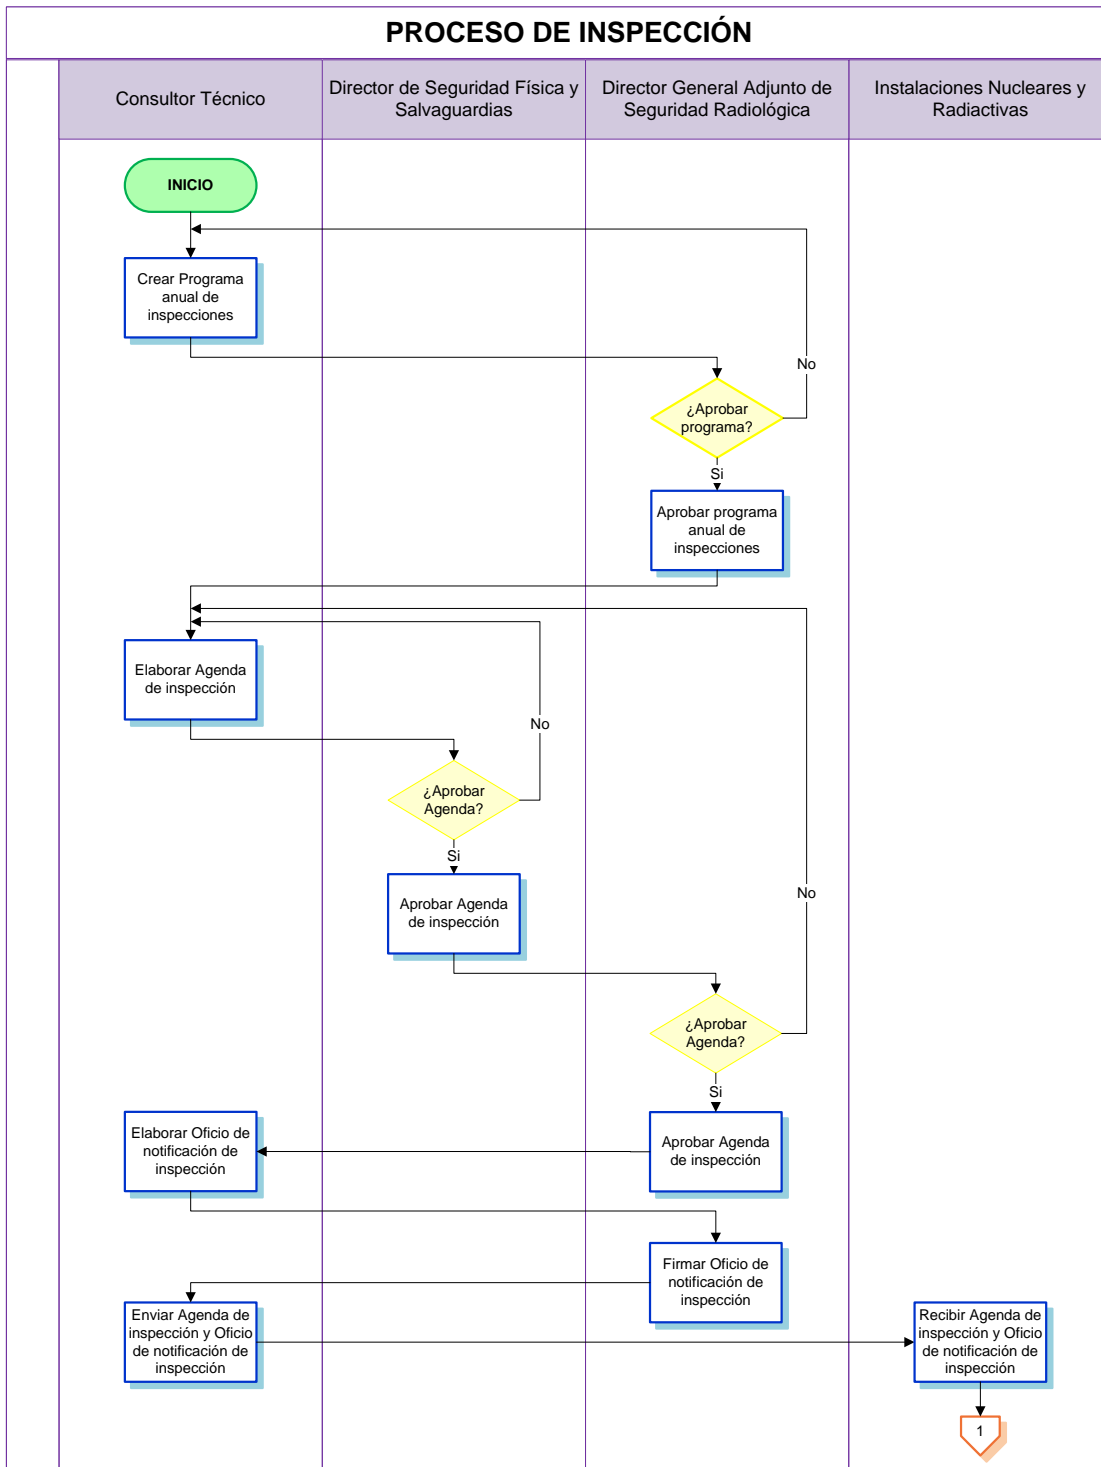 PROCESO DE INSPECCIÓN
Consultor Técnico
Director de Seguridad Física y
Salvaguardias
Director General Adjunto de
Seguridad Radiológica
Instalaciones Nucleares y
Radiactivas
INICIO
Crear Programa
anual de
inspecciones
No
¿Aprobar
programa?
Si
Aprobar programa
anual de
inspecciones
Elaborar Agenda
de inspección
No
¿Aprobar
Agenda?
Si
Aprobar Agenda
de inspección
No
¿Aprobar
Agenda?
Si
Aprobar Agenda
de inspección
Elaborar Oficio de
notificación de
inspección
Firmar Oficio de
notificación de
inspección
Enviar Agenda de
inspección y Oficio
de notificación de
inspección
Recibir Agenda de
inspección y Oficio
de notificación de
inspección
1